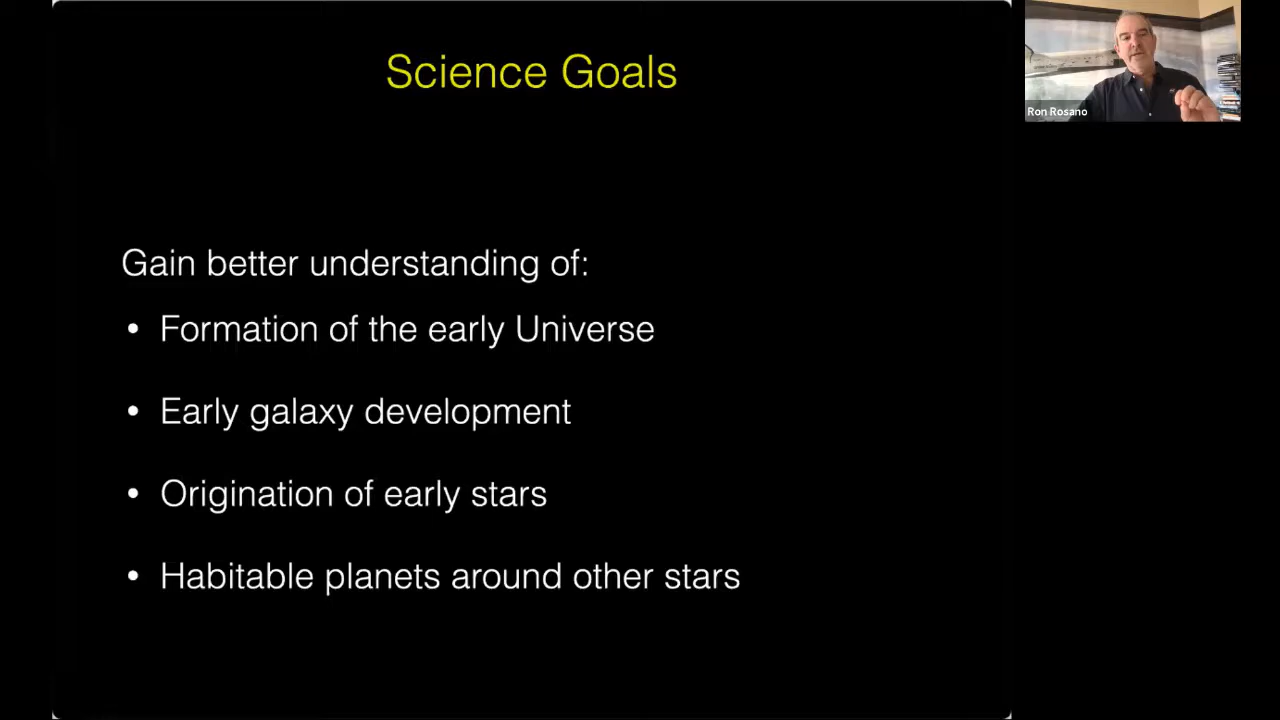 Science Goals
Ron Rosano
Gain better understanding of:
• Formation of the early Universe
• Early galaxy development
• Origination of early stars
• Habitable planets around other stars